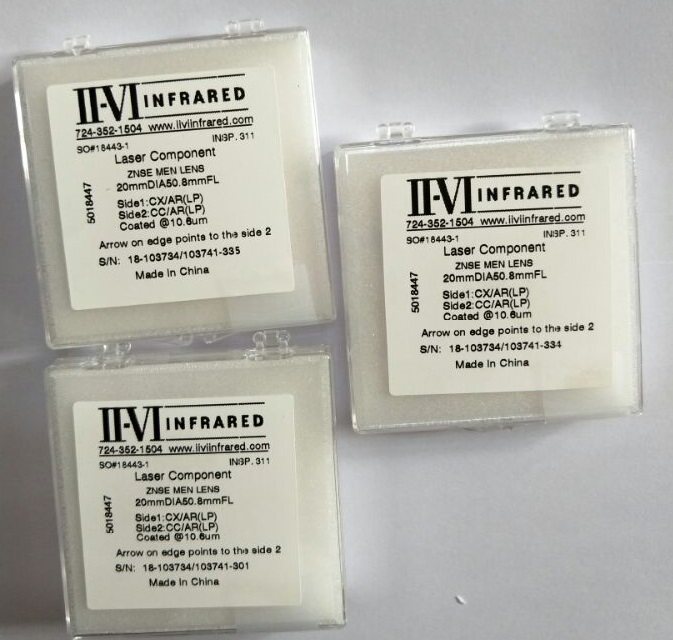 II-VI INFRARED
724-352-1504 www.iiviinfrared.com
SO#18443-1 INSP. 311
Laser Component
ZNSE MEN LENS
20mmDIA50.8mmFL
5018447
Side1:CX/AR(LP)
Side2:CC/AR(LP)
Coated @10.6um
Arrow on edge points to the side 2
S/N: 18-103734/103741-335
Made In China
II-VI INFRARED
724-352-1504 www.iiviinfrared.com
SO#18443-1 INSP. 311
Laser Component
ZNSE MEN LENS
20mmDIA50.8mmFL
5018447
Side1:CX/AR(LP)
Side2:CC/AR(LP)
Coated @10.6um
Arrow on edge points to the side 2
S/N: 18-103734/103741-334
Made In China
II-VI INFRARED
724-352-1504 www.iiviinfrared.com
SO#18443-1 INSP. 311
Laser Component
ZNSE MEN LENS
20mmDIA50.8mmFL
5018447
Side1:CX/AR(LP)
Side2:CC/AR(LP)
Coated @10.6um
Arrow on edge points to the side 2
S/N: 18-103734/103741-301
Made In China